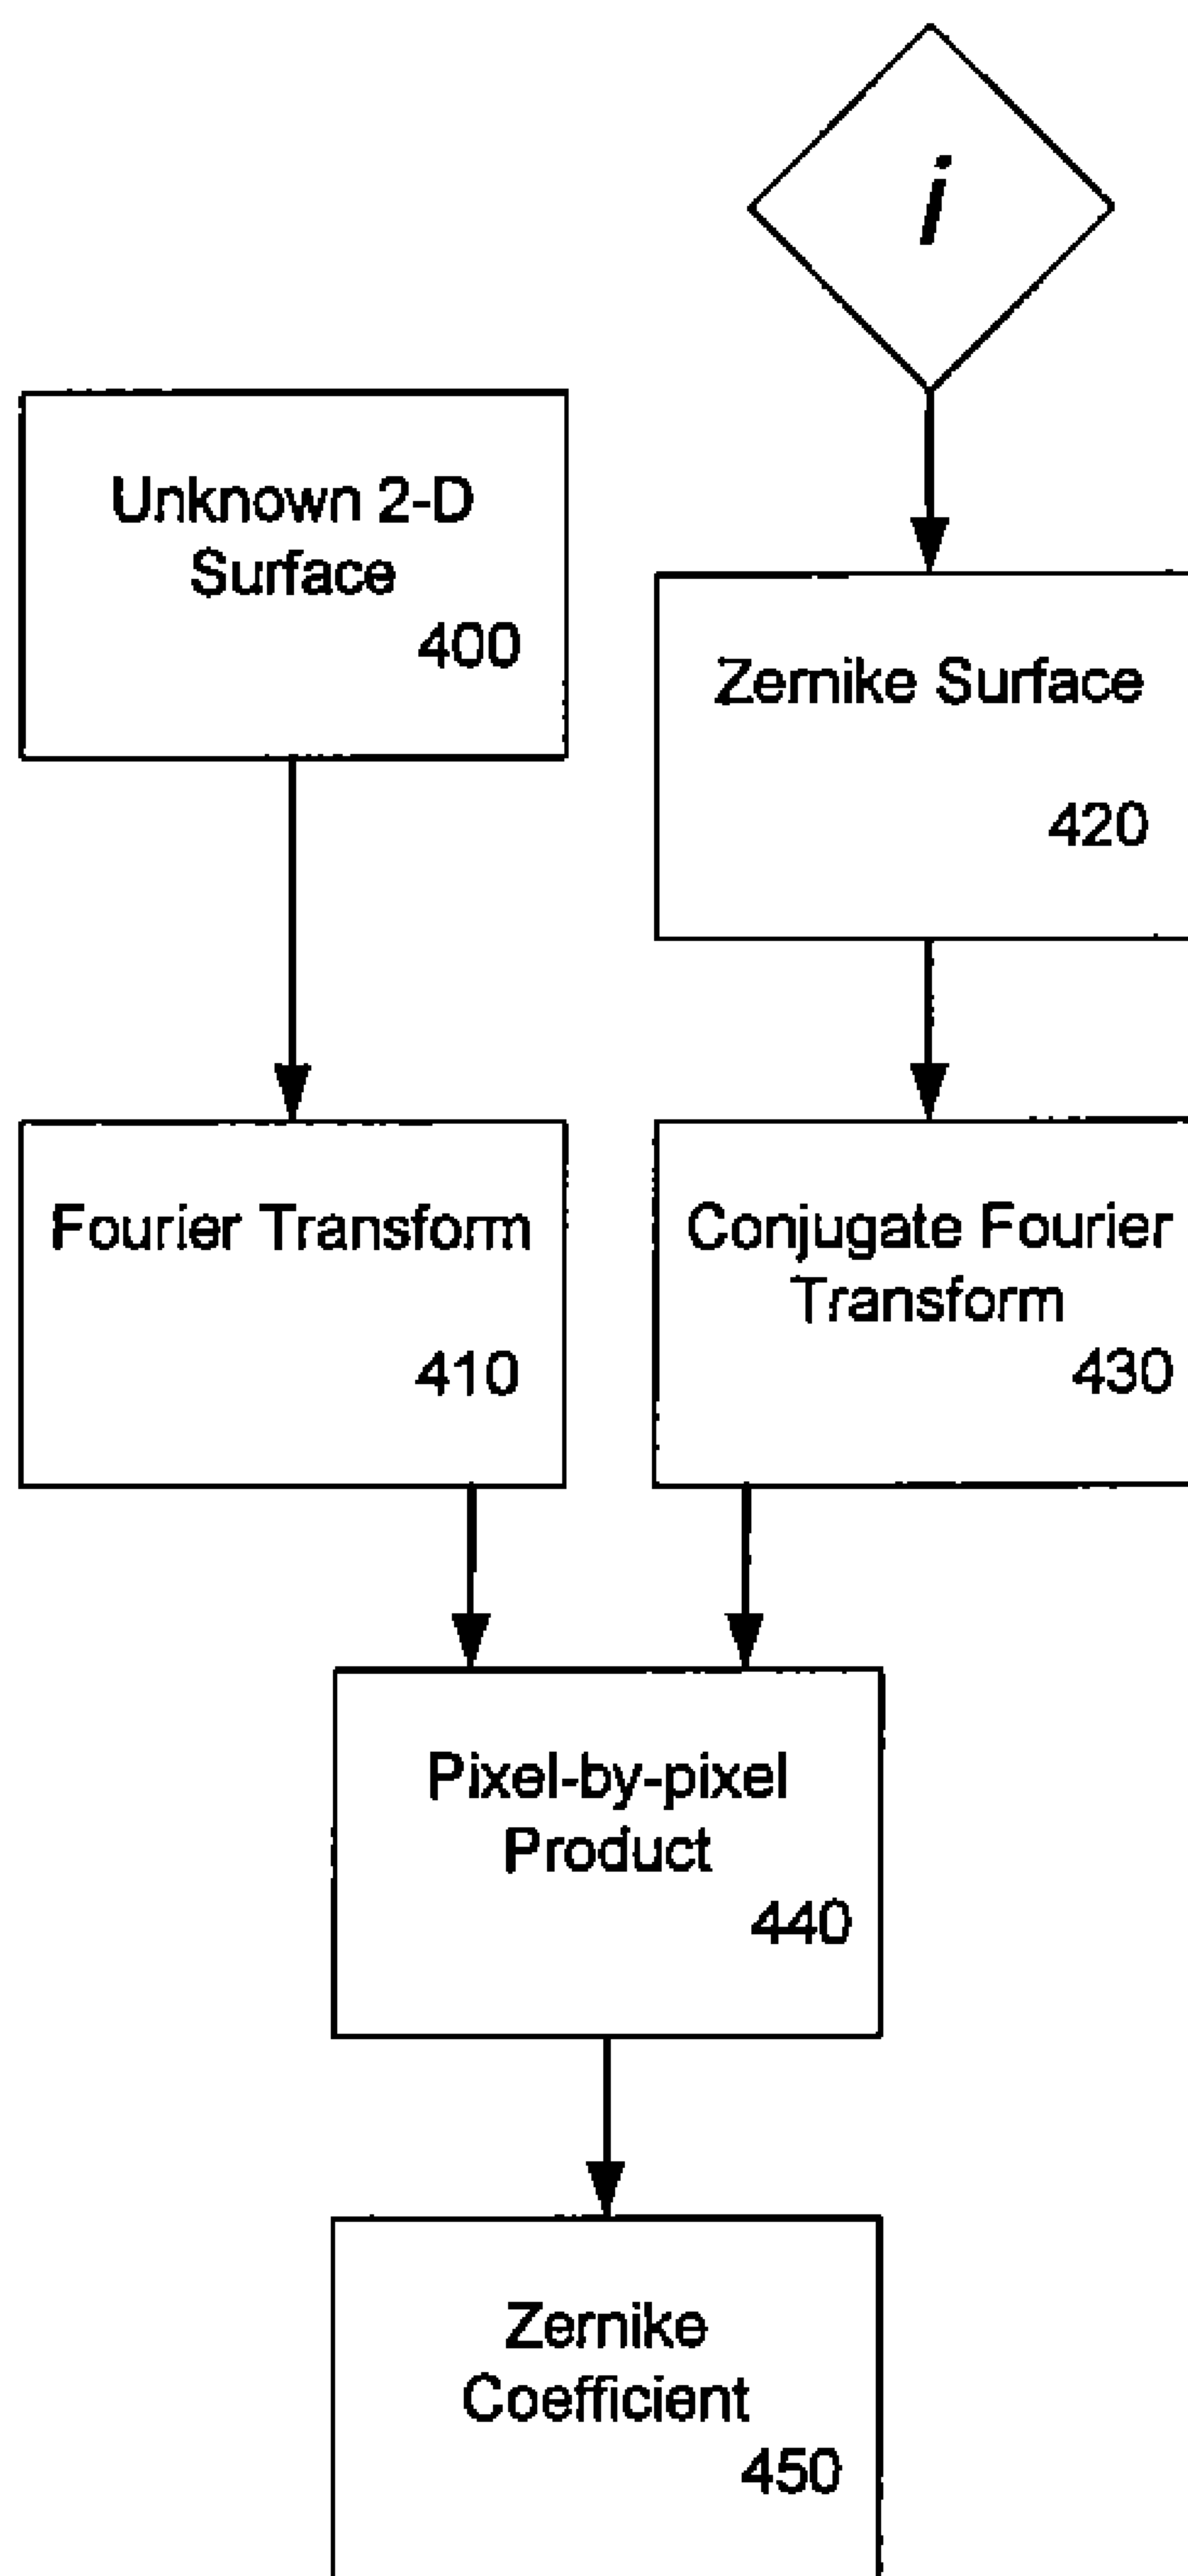 i
Unknown 2-D
Surface
400
Zernike Surface
420
Fourier Transform
410
Conjugate Fourier
Transform
430
Pixel-by-pixel
Product
440
Zernike
Coefficient
450